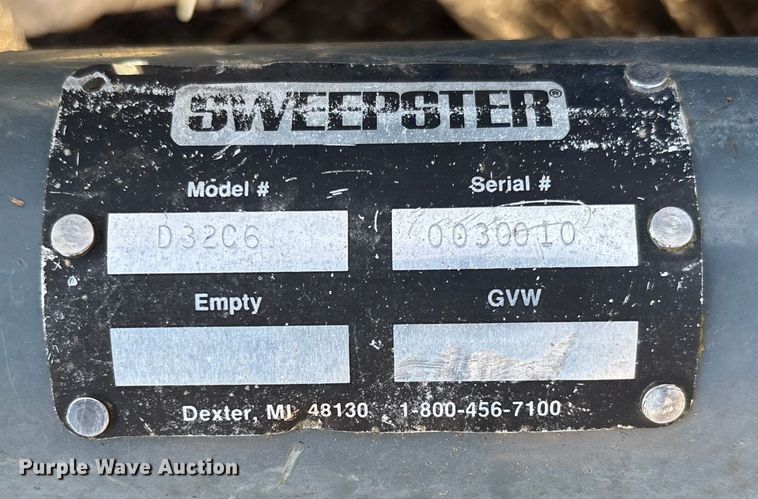 SWEEPSTER®
Model # Serial #
D32C6 0030010
Empty GVW
Dexter, MI 48130 1-800-456-7100
Purple Wave Auction